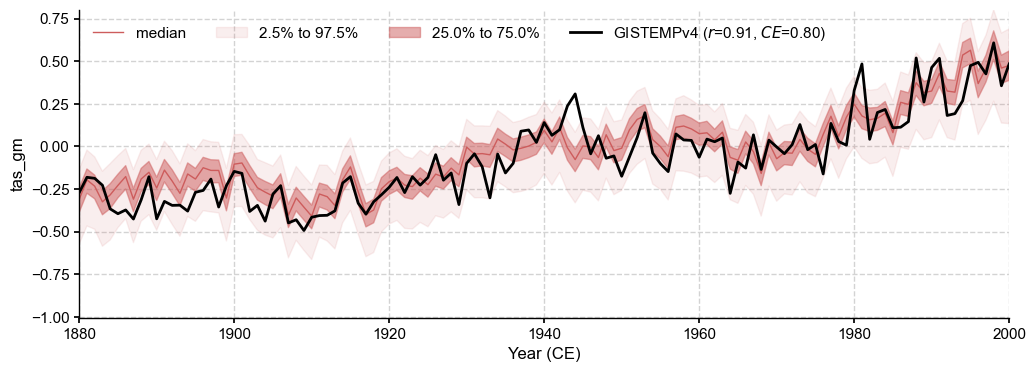 median 2.5% to 97.5% 25.0% to 75.0% GISTEMPv4 (r=0.91, CE=0.80)
0.75
0.50
0.25
0.00
−0.25
−0.50
−0.75
−1.00
tas_gm
1880 1900 1920 1940 1960 1980 2000
Year (CE)